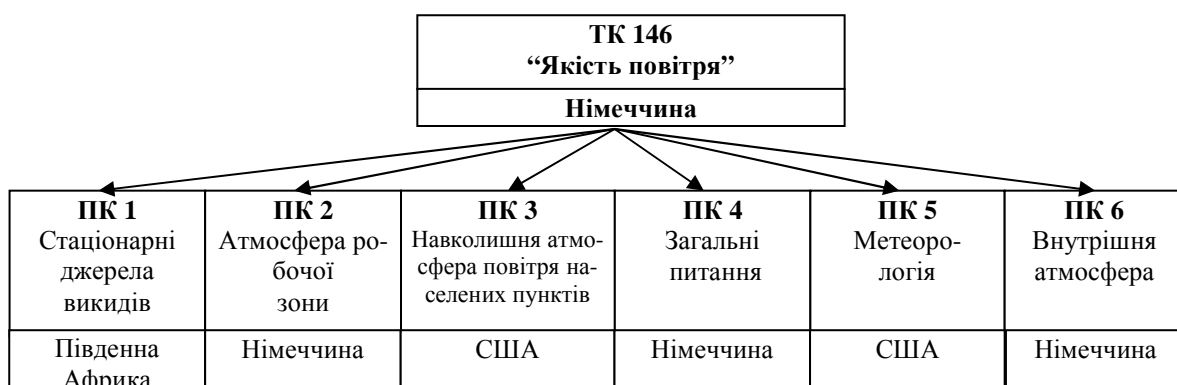 ТК 146
“Якість повітря”
Німеччина
ПК 1
Стаціонарні
джерела
викидів
ПК 2
Атмосфера ро-
бочої
зони
ПК 3
Навколишня атмо-
сфера повітря на-
селених пунктів
ПК 4
Загальні
питання
ПК 5
Метеоро-
логія
ПК 6
Внутрішня
атмосфера
Південна
Африка
Німеччина
США
Німеччина
США
Німеччина